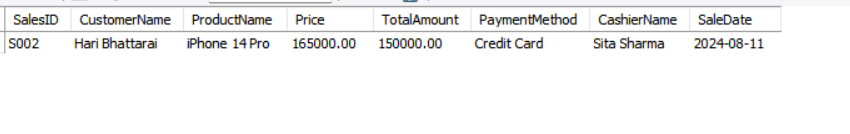 SalesID CustomerName ProductName Price TotalAmount PaymentMethod CashierName SaleDate
S002 Hari Bhattarai iPhone 14 Pro 165000.00 150000.00 Credit Card Sita Sharma 2024-08-11